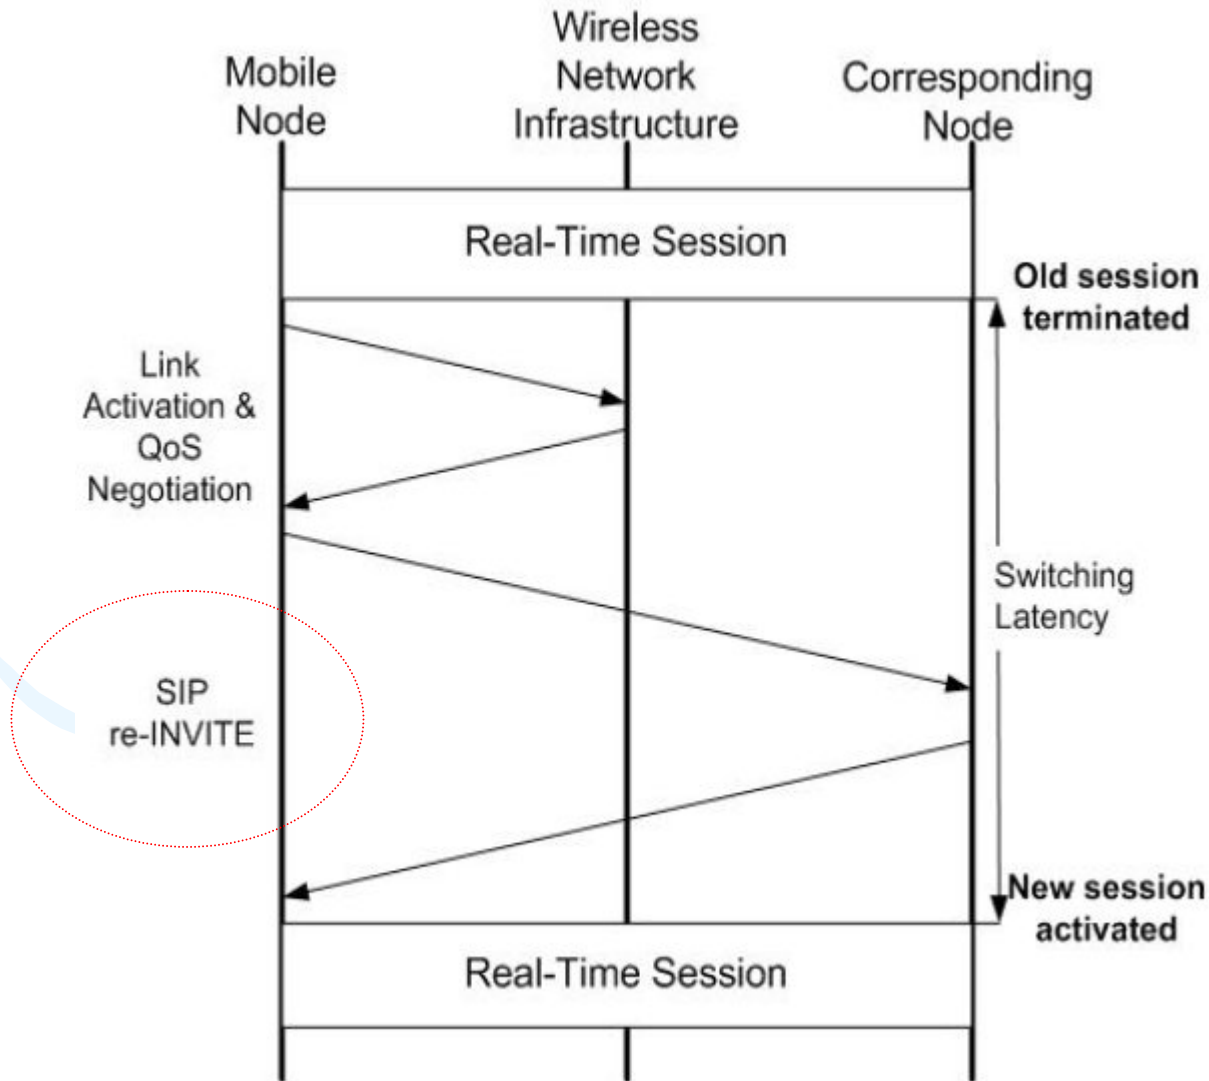 Mobile
Node
Wireless
Network
Infrastructure
Corresponding
Node
Real-Time Session
Old session
terminated
Link
Activation &
QoS
Negotiation
Switching
Latency
SIP
re-INVITE
New session
activated
Real-Time Session